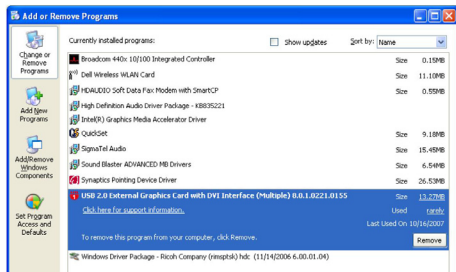 Add or Remove Programs
Change or Remove Programs
Add New Programs
Add/Remove Windows Components
Set Program Access and Defaults
Currently installed programs:
Show updates
Sort by: Name
Broadcom 440x 10/100 Integrated Controller Size 0.15MB
Dell Wireless WLAN Card Size 11.10MB
HDAUDIO Soft Data Fax Modem with SmartCP Size 0.55MB
High Definition Audio Driver Package - KB835221
Intel(R) Graphics Media Accelerator Driver
QuickSet Size 9.18MB
SigmaTel Audio Size 15.45MB
Sound Blaster ADVANCED MB Drivers Size 6.54MB
Synaptics Pointing Device Driver Size 26.53MB
USB 2.0 External Graphics Card with DVI Interface (Multiple) 8.0.1.0221.0155 Size 13.27MB
Click here for support information. Used rarely
Last Used On 10/16/2007
To remove this program from your computer, click Remove. Remove
Windows Driver Package - Ricoh Company (rimsptsk) hdc (11/14/2006 6.00.01.04)